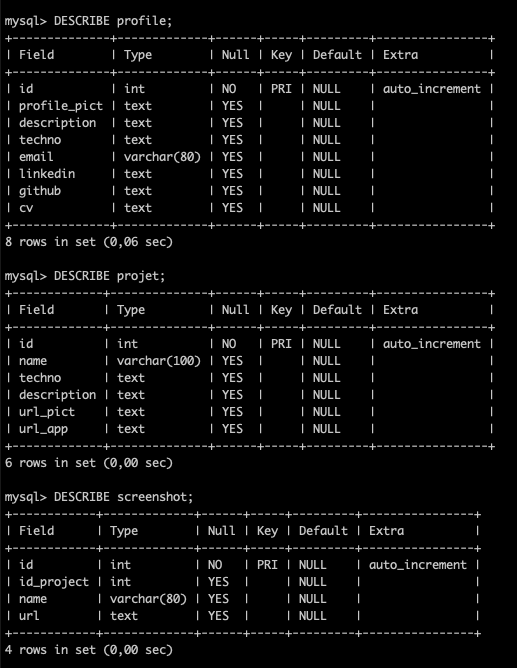 mysql> DESCRIBE profile;
+--------------+-------------+------+-----+---------+----------------+
| Field        | Type        | Null | Key | Default | Extra          |
+--------------+-------------+------+-----+---------+----------------+
| id           | int         | NO   | PRI | NULL    | auto_increment |
| profile_pict | text        | YES  |     | NULL    |                |
| description  | text        | YES  |     | NULL    |                |
| techno       | text        | YES  |     | NULL    |                |
| email        | varchar(80) | YES  |     | NULL    |                |
| linkedin     | text        | YES  |     | NULL    |                |
| github       | text        | YES  |     | NULL    |                |
| cv           | text        | YES  |     | NULL    |                |
+--------------+-------------+------+-----+---------+----------------+
8 rows in set (0,06 sec)
mysql> DESCRIBE projet;
+-------------+--------------+------+-----+---------+----------------+
| Field       | Type         | Null | Key | Default | Extra          |
+-------------+--------------+------+-----+---------+----------------+
| id          | int          | NO   | PRI | NULL    | auto_increment |
| name        | varchar(100) | YES  |     | NULL    |                |
| techno      | text         | YES  |     | NULL    |                |
| description | text         | YES  |     | NULL    |                |
| url_pict    | text         | YES  |     | NULL    |                |
| url_app     | text         | YES  |     | NULL    |                |
+-------------+--------------+------+-----+---------+----------------+
6 rows in set (0,00 sec)
mysql> DESCRIBE screenshot;
+------------+-------------+------+-----+---------+----------------+
| Field      | Type        | Null | Key | Default | Extra          |
+------------+-------------+------+-----+---------+----------------+
| id         | int         | NO   | PRI | NULL    | auto_increment |
| id_project | int         | YES  |     | NULL    |                |
| name       | varchar(80) | YES  |     | NULL    |                |
| url        | text        | YES  |     | NULL    |                |
+------------+-------------+------+-----+---------+----------------+
4 rows in set (0,00 sec)